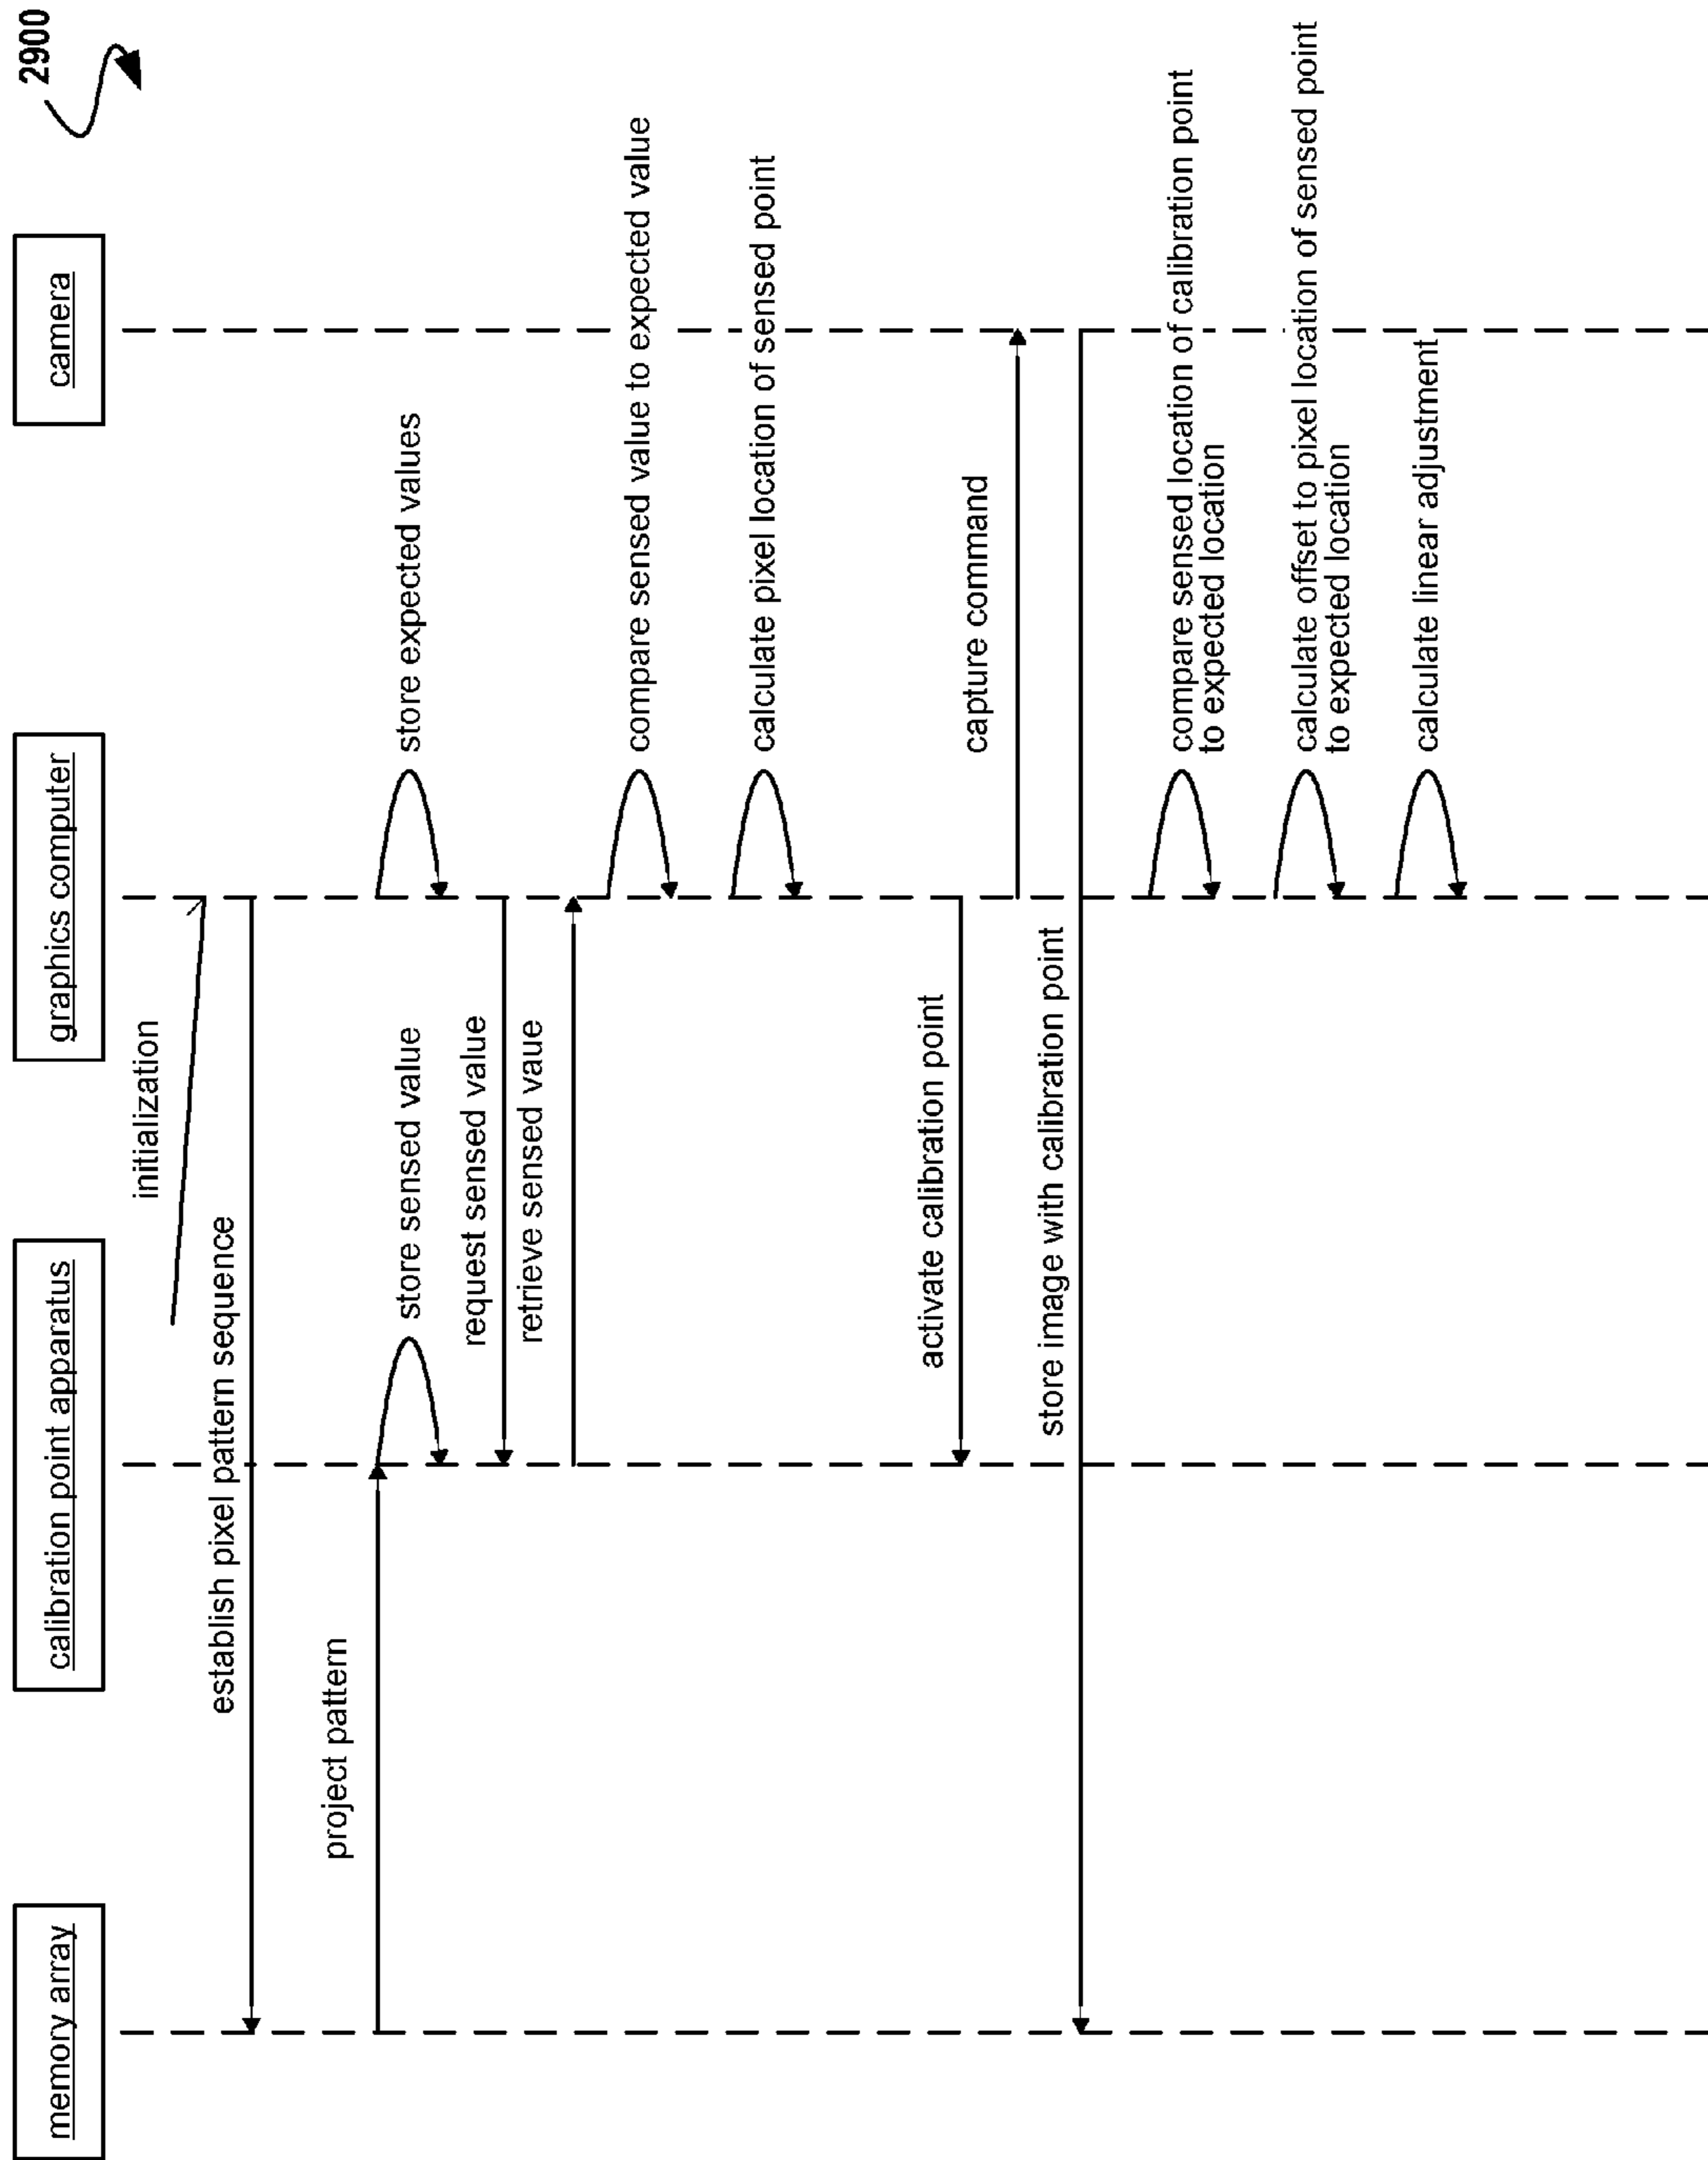 2900
memory array
calibration point apparatus
graphics computer
camera
initialization
establish pixel pattern sequence
project pattern
store sensed value
store expected values
request sensed value
retrieve sensed vaue
compare sensed value to expected value
calculate pixel location of sensed point
activate calibration point
capture command
store image with calibration point
compare sensed location of calibration point
to expected location
calculate offset to pixel location of sensed point
to expected location
calculate linear adjustment